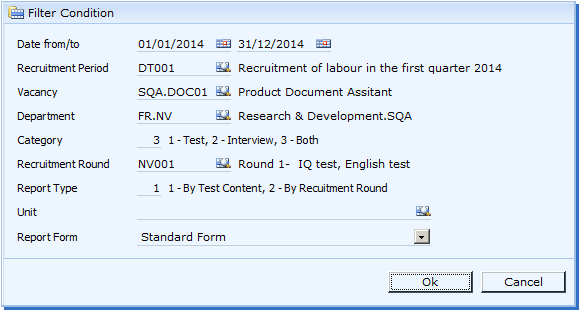 Filter Condition
Date from/to 01/01/2014 31/12/2014
Recruitment Period DT001 Recruitment of labour in the first quarter 2014
Vacancy SQA.DOC01 Product Document Assitant
Department FR.NV Research & Development.SQA
Category 3 1 - Test, 2 - Interview, 3 - Both
Recruitment Round NV001 Round 1- IQ test, English test
Report Type 1 1 - By Test Content, 2 - By Recuitment Round
Unit
Report Form Standard Form
Ok Cancel